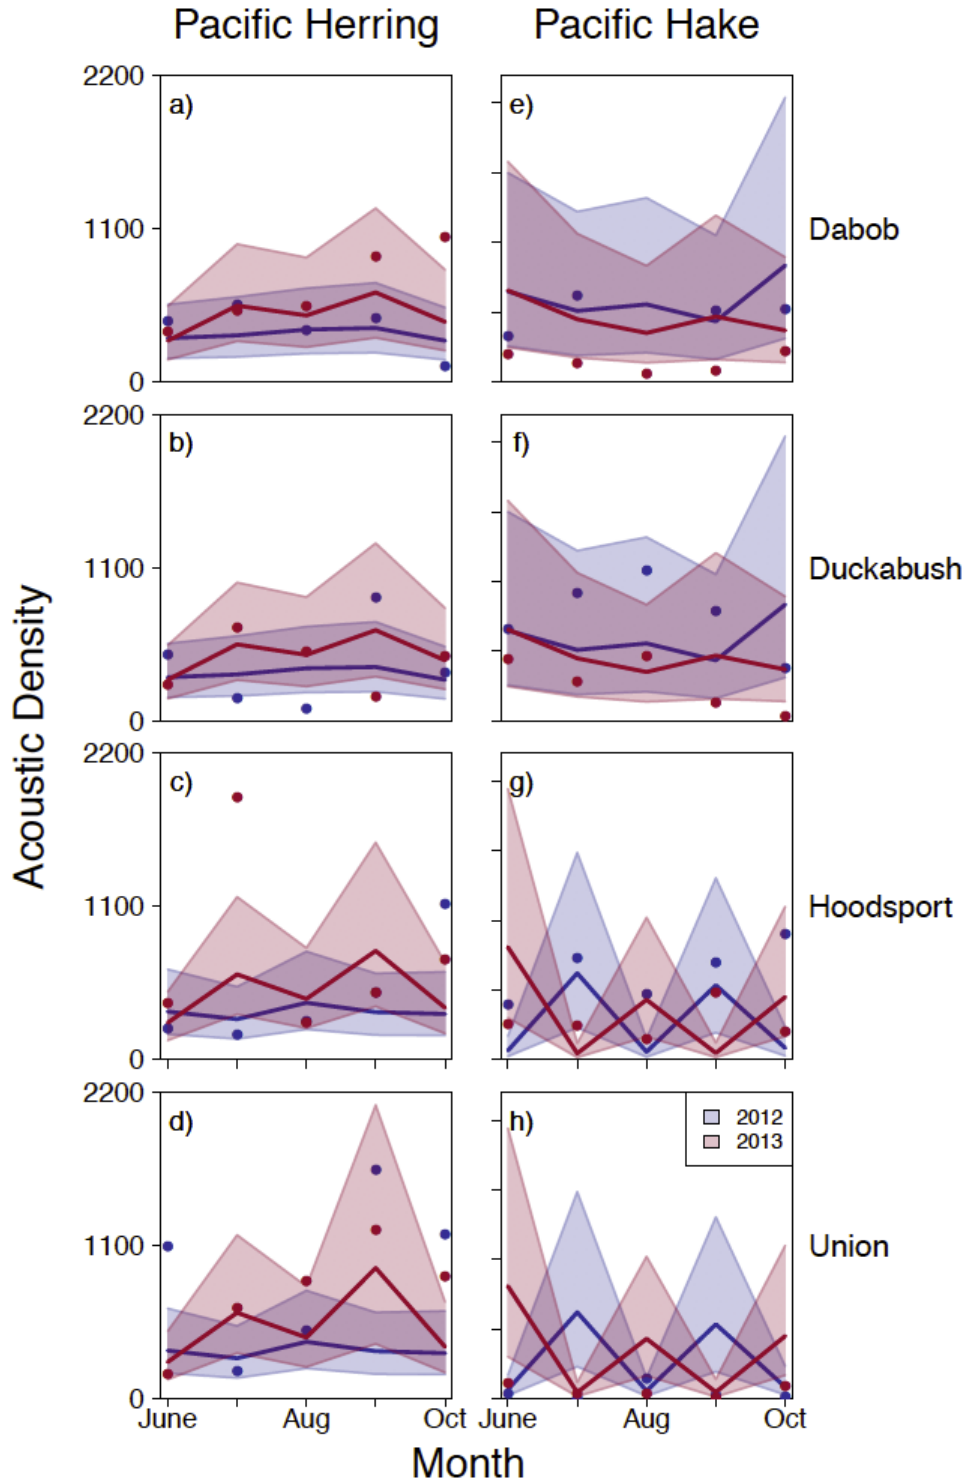 Pacific Herring Pacific Hake
2200
a) e)
1100 Dabob
0
2200
b) f)
1100 Duckabush
0
Acoustic Density
2200
c) g)
1100 Hoodsport
0
2200
d) h) 2012
2013
1100 Union
0
June Aug Oct June Aug Oct
Month